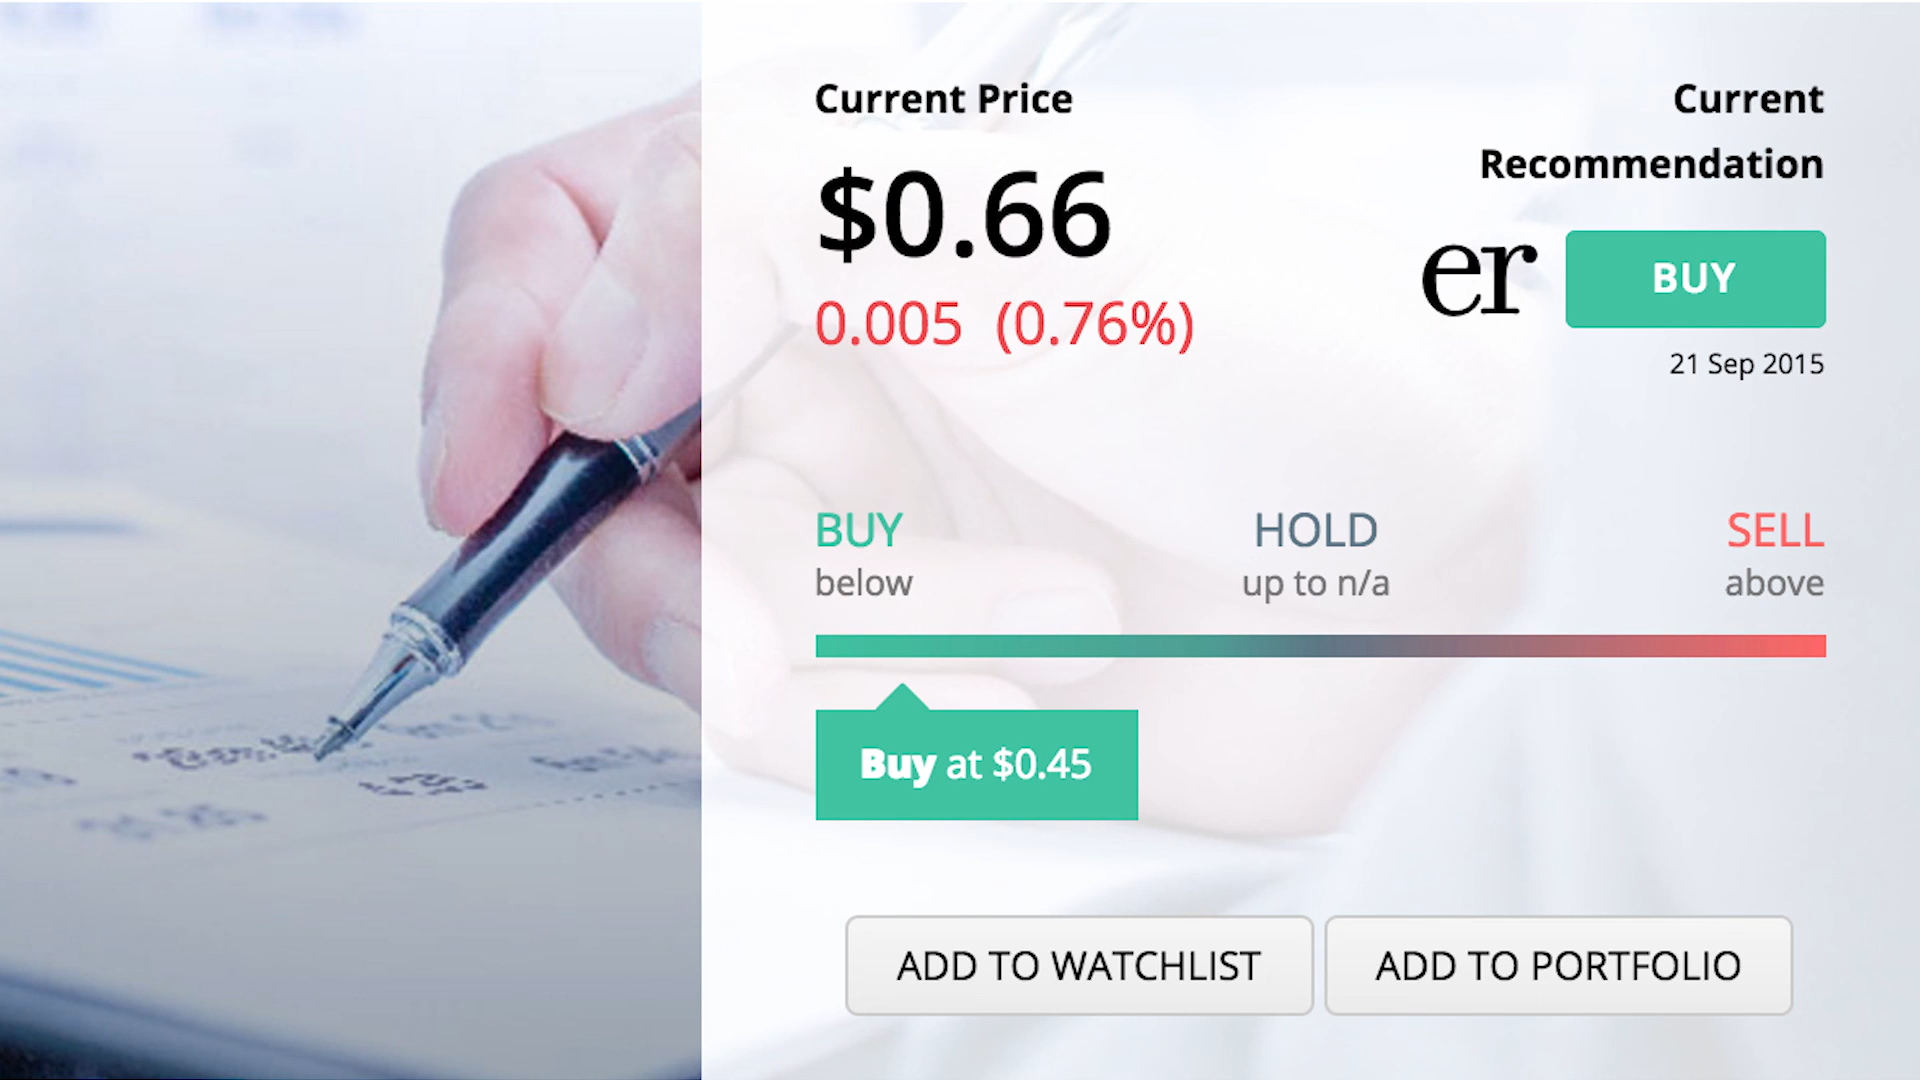 Current Price
$0.66
0.005 (0.76%)
Current
Recommendation
er BUY
21 Sep 2015
BUY
below
HOLD
up to n/a
SELL
above
Buy at $0.45
ADD TO WATCHLIST
ADD TO PORTFOLIO